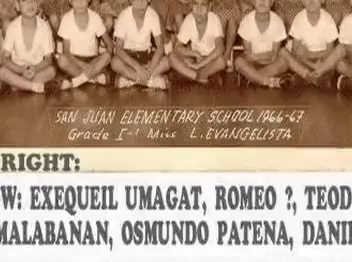 SAN JUAN ELEMENTARY SCHOOL 1966-67
Grade I-1 Miss L. EVANGELISTA
RIGHT:
W: EXEQUEIL UMAGAT, ROMEO ?, TEOD
MALABANAN, OSMUNDO PATENA, DANI